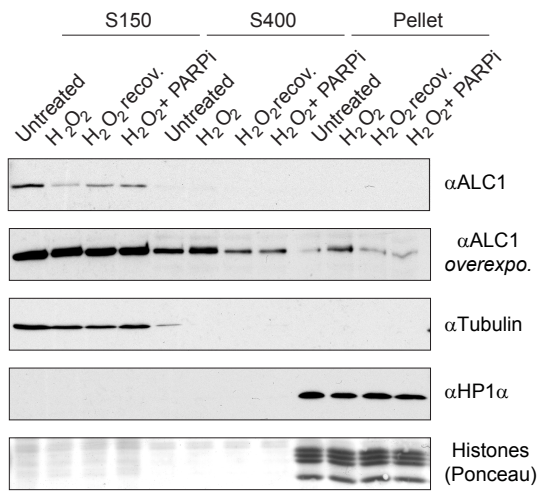 S150 S400 Pellet
Untreated
H₂O₂
H₂O₂ recov.
H₂O₂+ PARPi
Untreated
H₂O₂
H₂O₂ recov.
H₂O₂+ PARPi
Untreated
H₂O₂
H₂O₂ recov.
H₂O₂+ PARPi
αALC1
αALC1
overexpo.
αTubulin
αHP1α
Histones
(Ponceau)